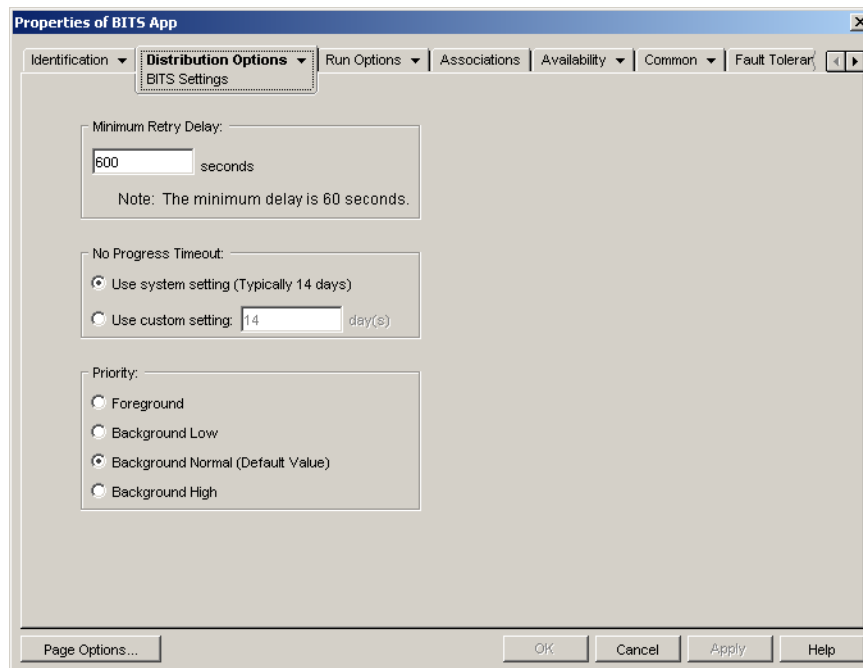 Properties of BITS App
Identification
Distribution Options
Run Options
Associations
Availability
Common
Fault Toleran
BITS Settings
Minimum Retry Delay:
600 seconds
Note: The minimum delay is 60 seconds.
No Progress Timeout:
Use system setting (Typically 14 days)
Use custom setting: 14 day(s)
Priority:
Foreground
Background Low
Background Normal (Default Value)
Background High
Page Options...
OK
Cancel
Apply
Help